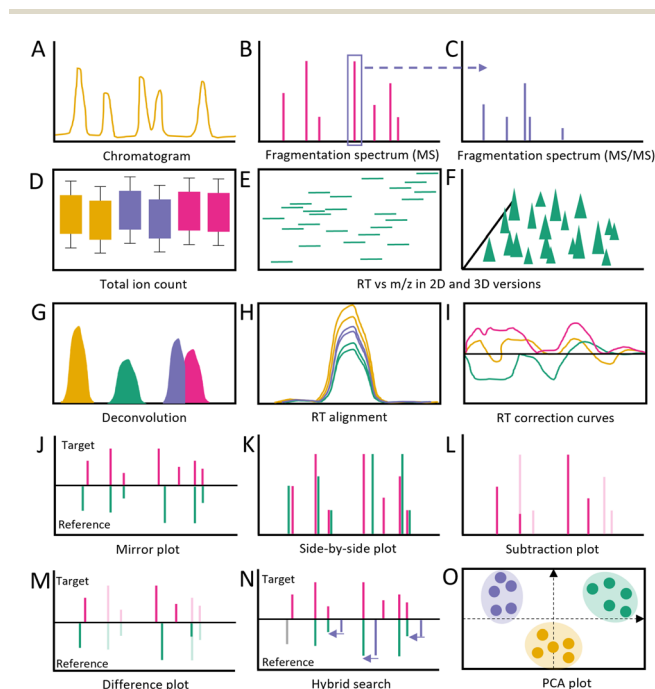 A B C
Chromatogram Fragmentation spectrum (MS) Fragmentation spectrum (MS/MS)
D E F
Total ion count RT vs m/z in 2D and 3D versions
G H I
Deconvolution RT alignment RT correction curves
J Target K L
Reference
Mirror plot Side-by-side plot Subtraction plot
M Target N Target O
Reference Reference
Difference plot Hybrid search PCA plot